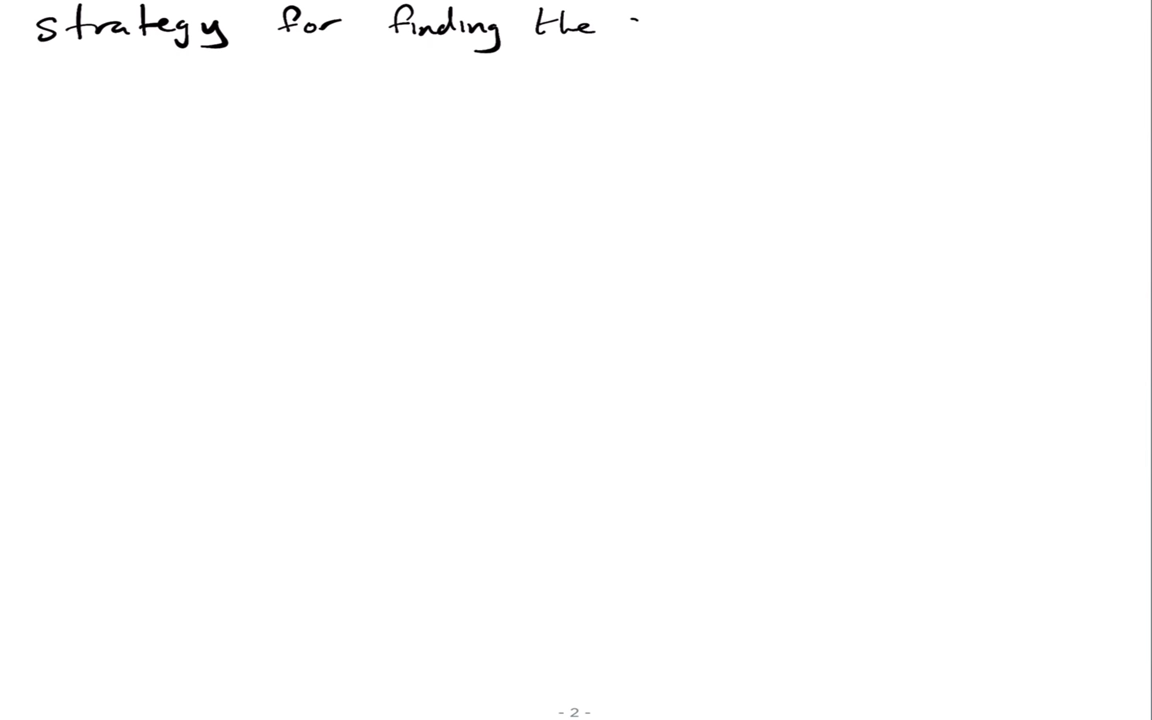 strategy for finding the
- 2 -